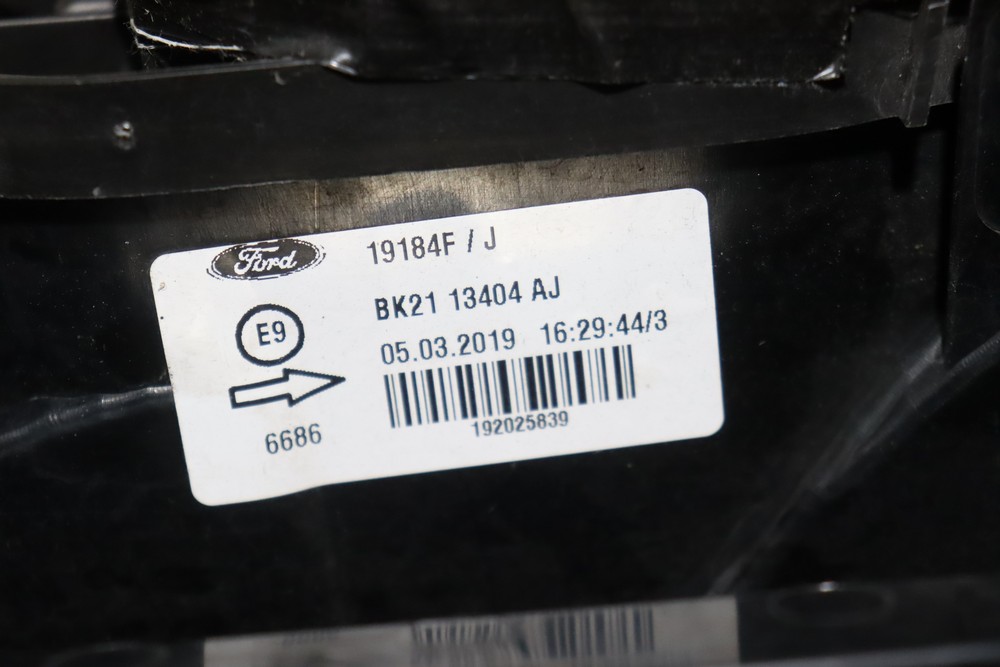 Ford
19184F / J
BK21 13404 AJ
E9
05.03.2019 16:29:44/3
6686
192025839